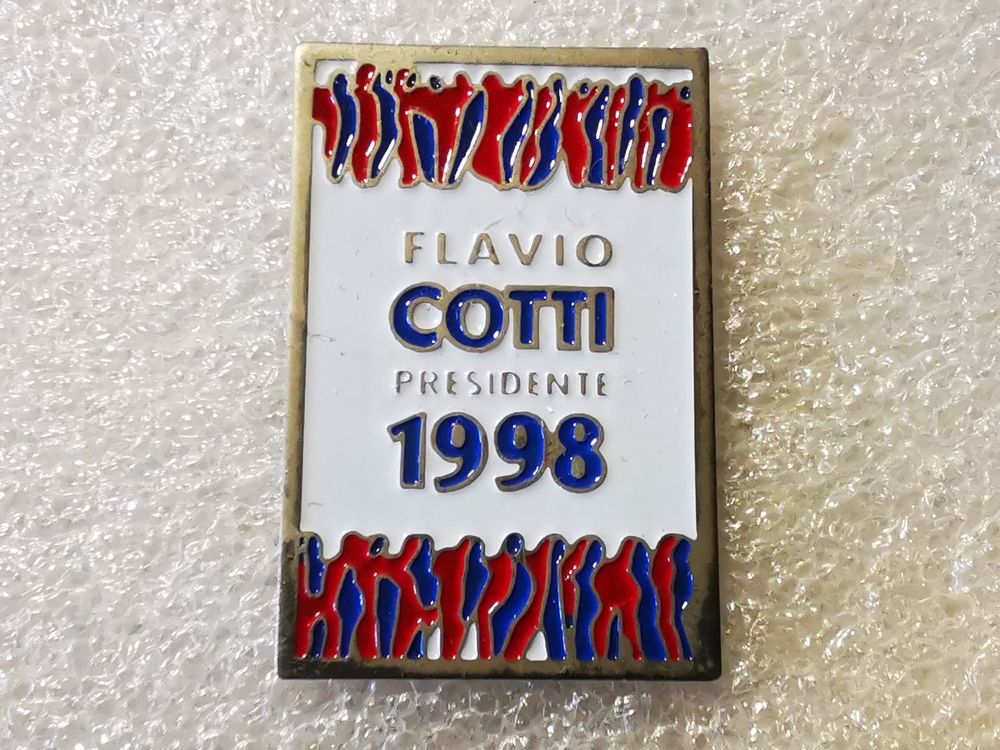 FLAVIO
COTTI
PRESIDENTE
1998